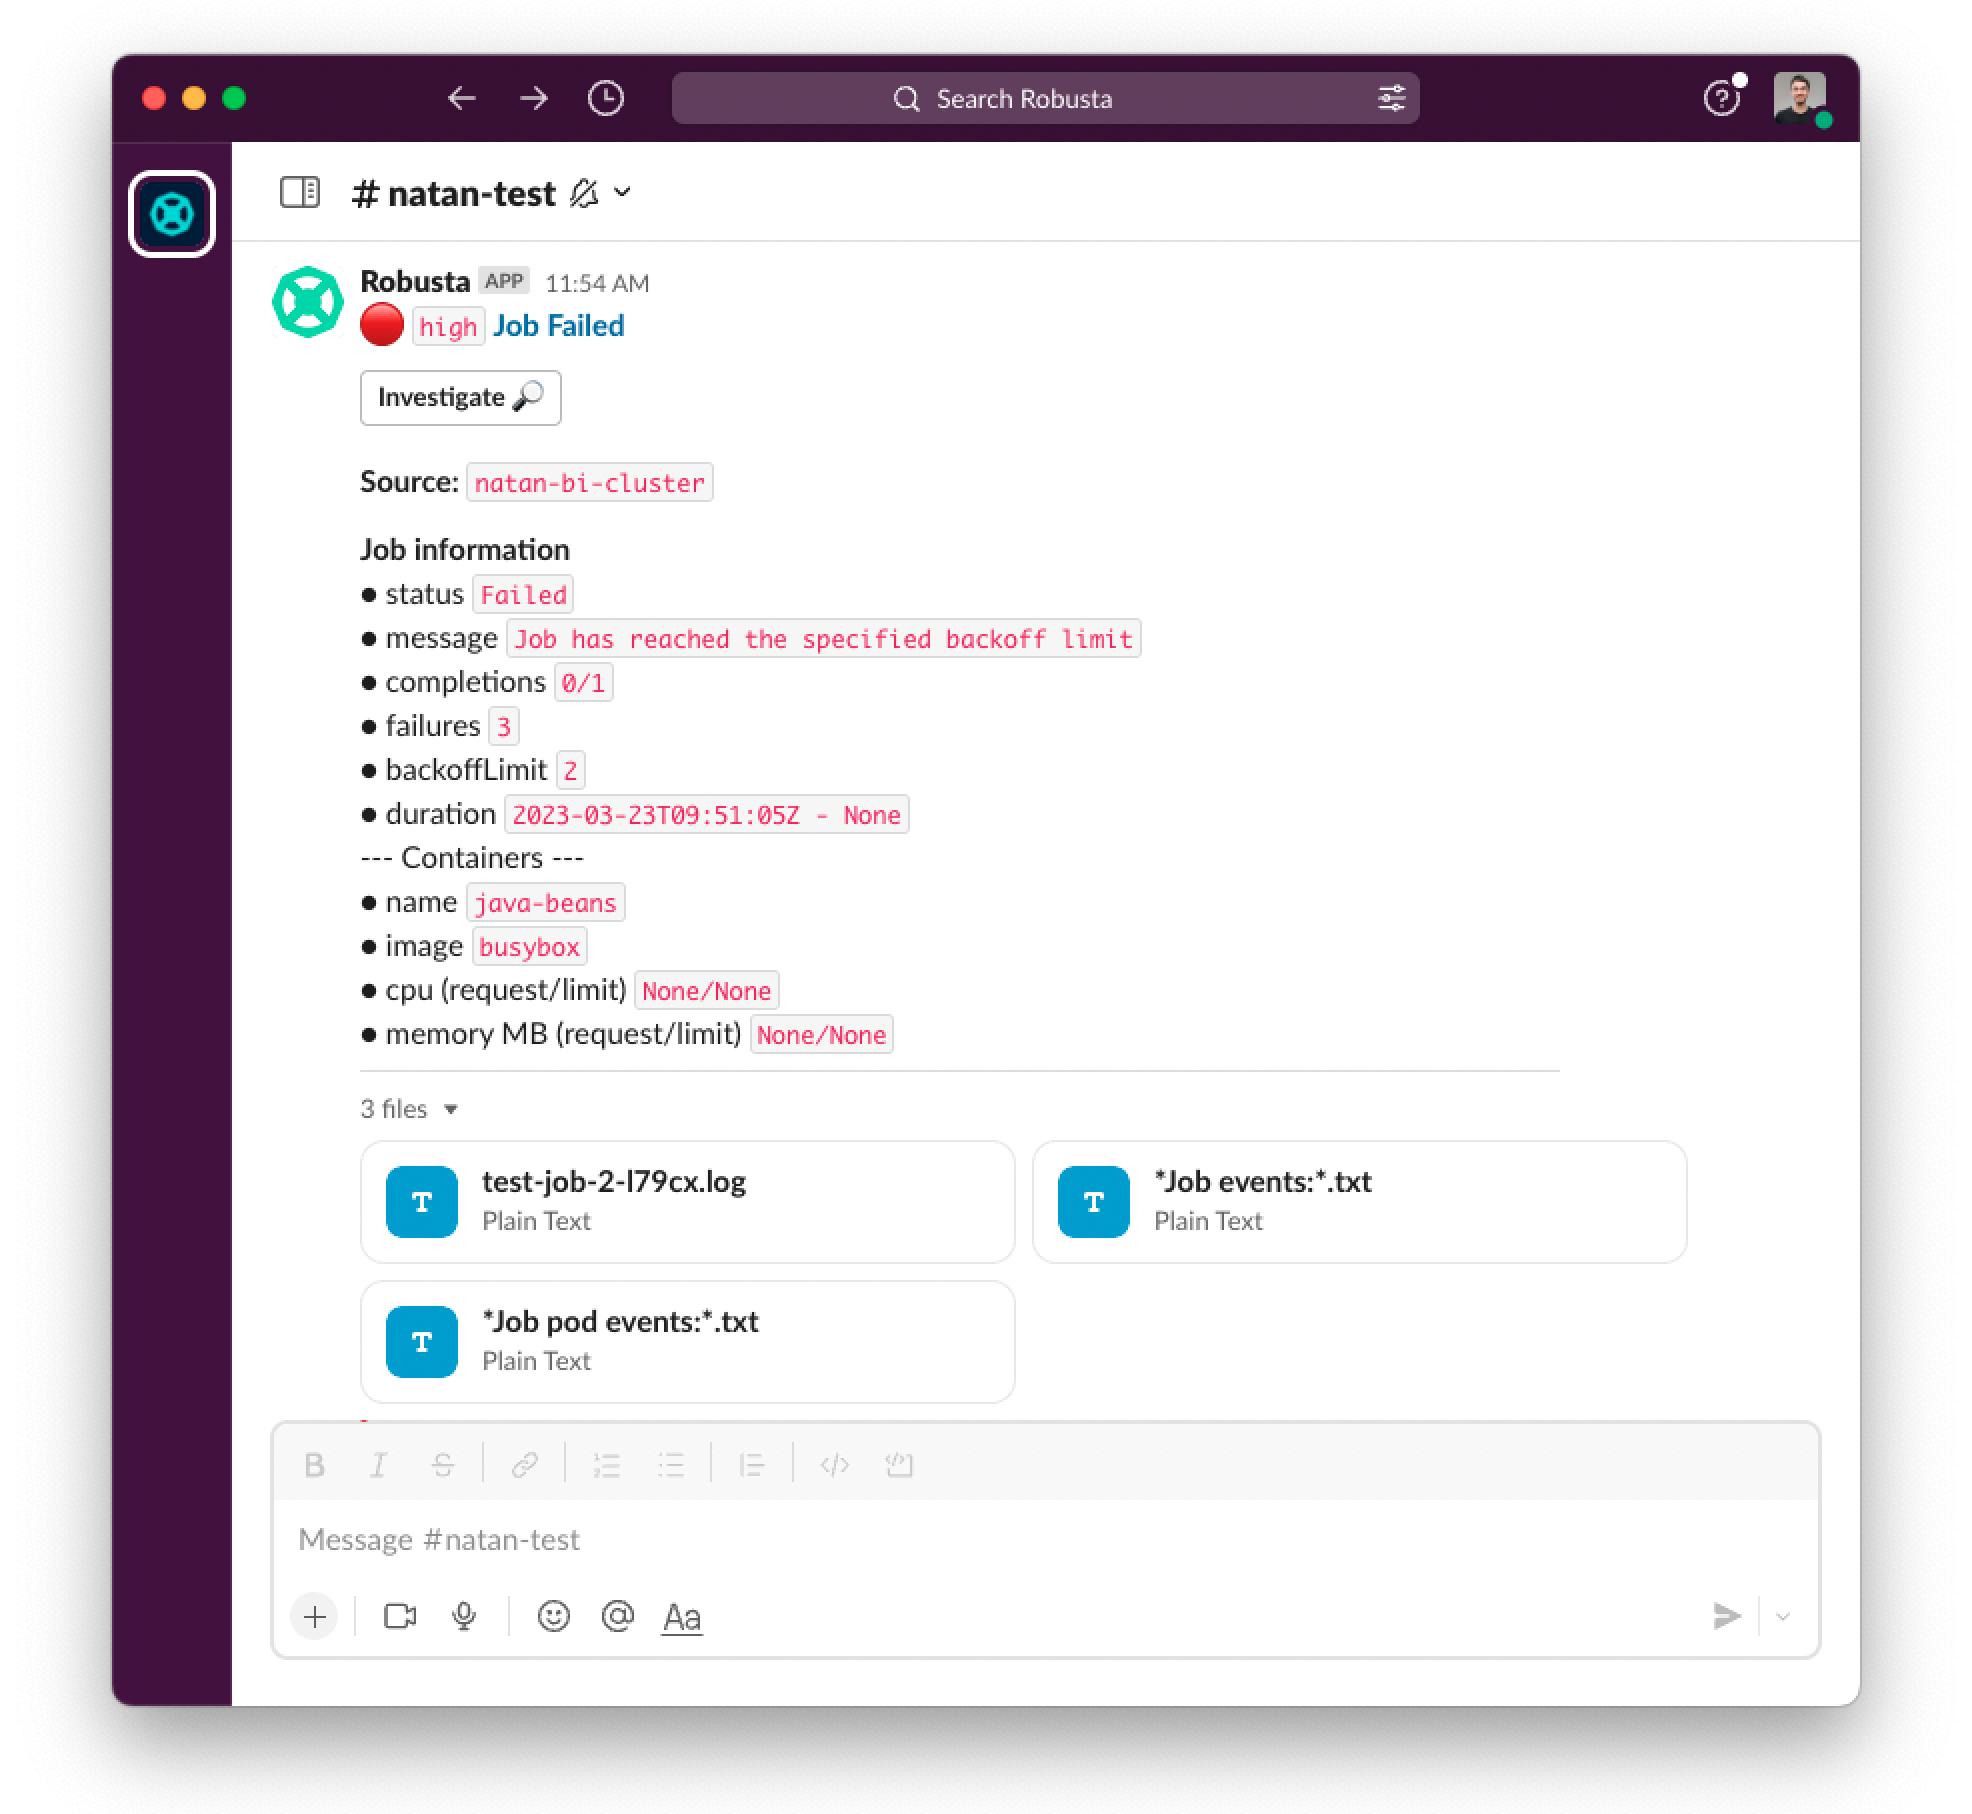 Search Robusta
# natan-test
Robusta APP 11:54 AM
high Job Failed
Investigate
Source: natan-bi-cluster
Job information
● status Failed
● message Job has reached the specified backoff limit
● completions 0/1
● failures 3
● backoffLimit 2
● duration 2023-03-23T09:51:05Z - None
--- Containers ---
● name java-beans
● image busybox
● cpu (request/limit) None/None
● memory MB (request/limit) None/None
3 files
test-job-2-l79cx.log
Plain Text
*Job events:*.txt
Plain Text
*Job pod events:*.txt
Plain Text
Message #natan-test
Aa